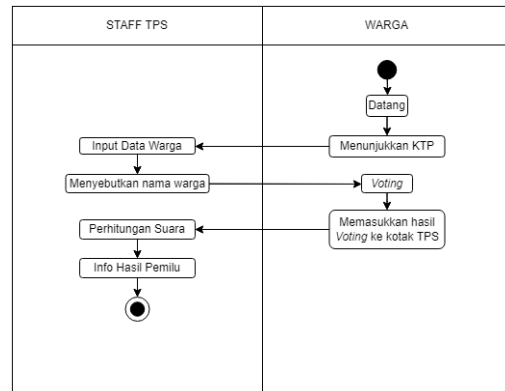 STAFF TPS
WARGA
Datang
Menunjukkan KTP
Input Data Warga
Menyebutkan nama warga
Voting
Memasukkan hasil
Voting ke kotak TPS
Perhitungan Suara
Info Hasil Pemilu